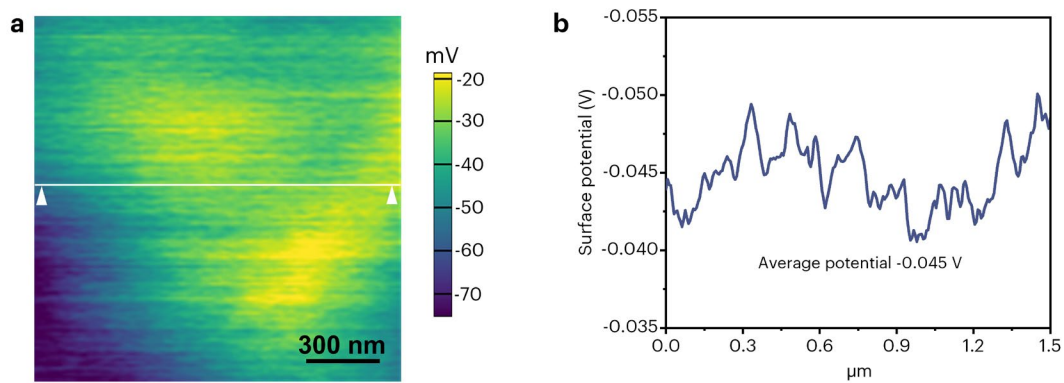 a
mV
-20
-30
-40
-50
-60
-70
300 nm
b
Surface potential (V)
-0.055
-0.050
-0.045
-0.040
-0.035
Average potential -0.045 V
0.0 0.3 0.6 0.9 1.2 1.5
µm